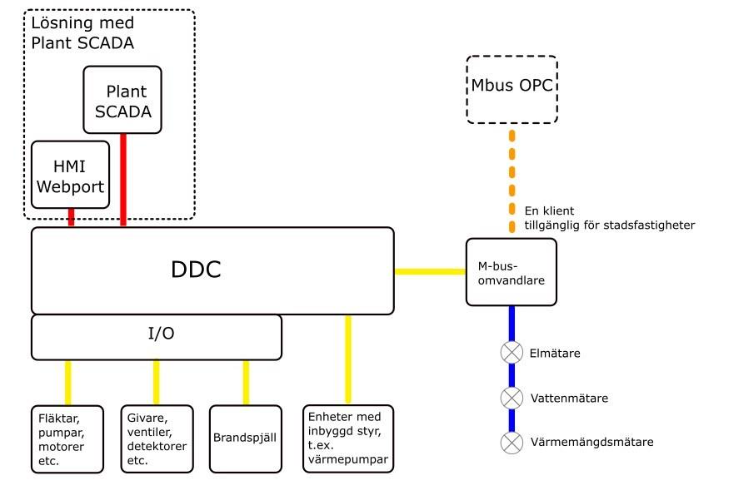 Lösning med
Plant SCADA
Plant
SCADA
HMI
Webport
Mbus OPC
En klient
tillgänglig för stadsfastigheter
DDC
M-bus-
omvandlare
I/O
Elmätare
Vattenmätare
Värmemängdsmätare
Fläktar,
pumpar,
motorer
etc.
Givare,
ventiler,
detektorer
etc.
Brandspjäll
Enheter med
inbyggd styr,
t.ex.
värmepumpar